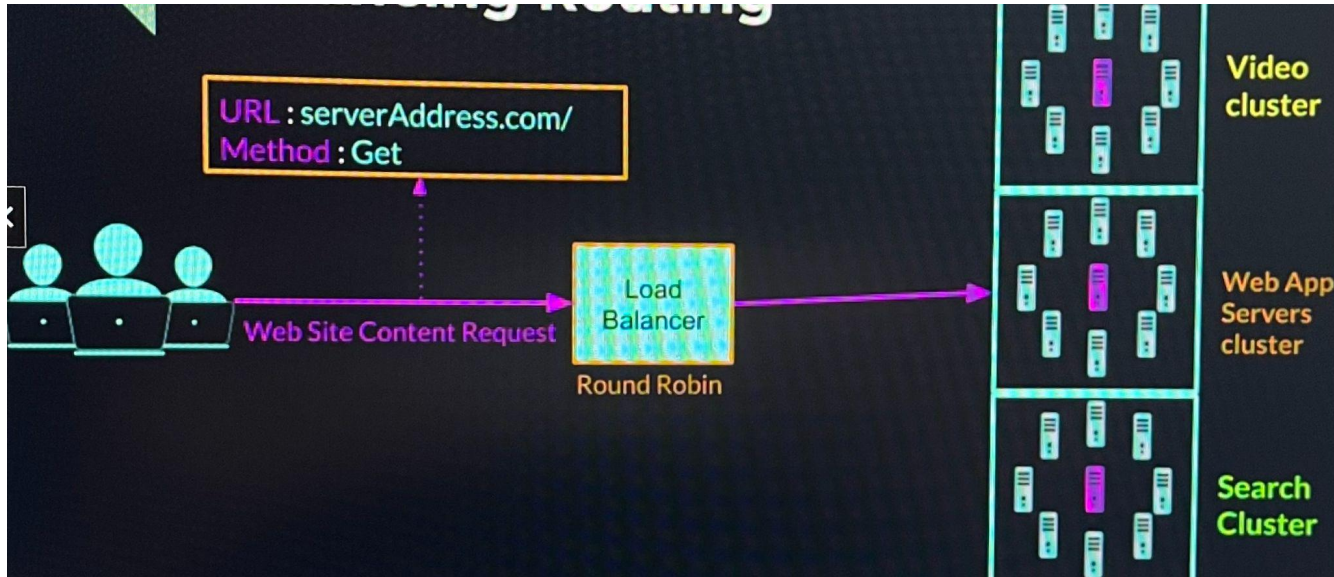 Routing
URL : serverAddress.com/
Method : Get
Web Site Content Request
Load
Balancer
Round Robin
Video
cluster
Web App
Servers
cluster
Search
Cluster